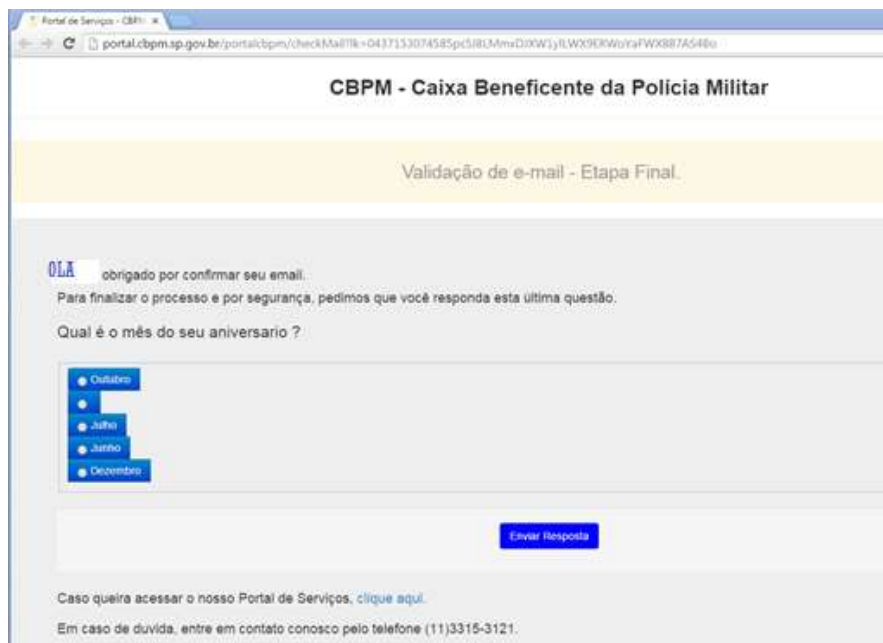 Portal de Serviços - CBPM
portal.cbpm.sp.gov.br/portalcbpm/
CBPM - Caixa Beneficente da Polícia Militar
Validação de e-mail - Etapa Final.
OLA obrigado por confirmar seu email.
Para finalizar o processo e por segurança, pedimos que você responda esta última questão.
Qual é o mês do seu aniversario ?
Outubro
Julho
Junho
Dezembro
Enviar Resposta
Caso queira acessar o nosso Portal de Serviços, clique aqui.
Em caso de duvida, entre em contato conosco pelo telefone (11)3315-3121.